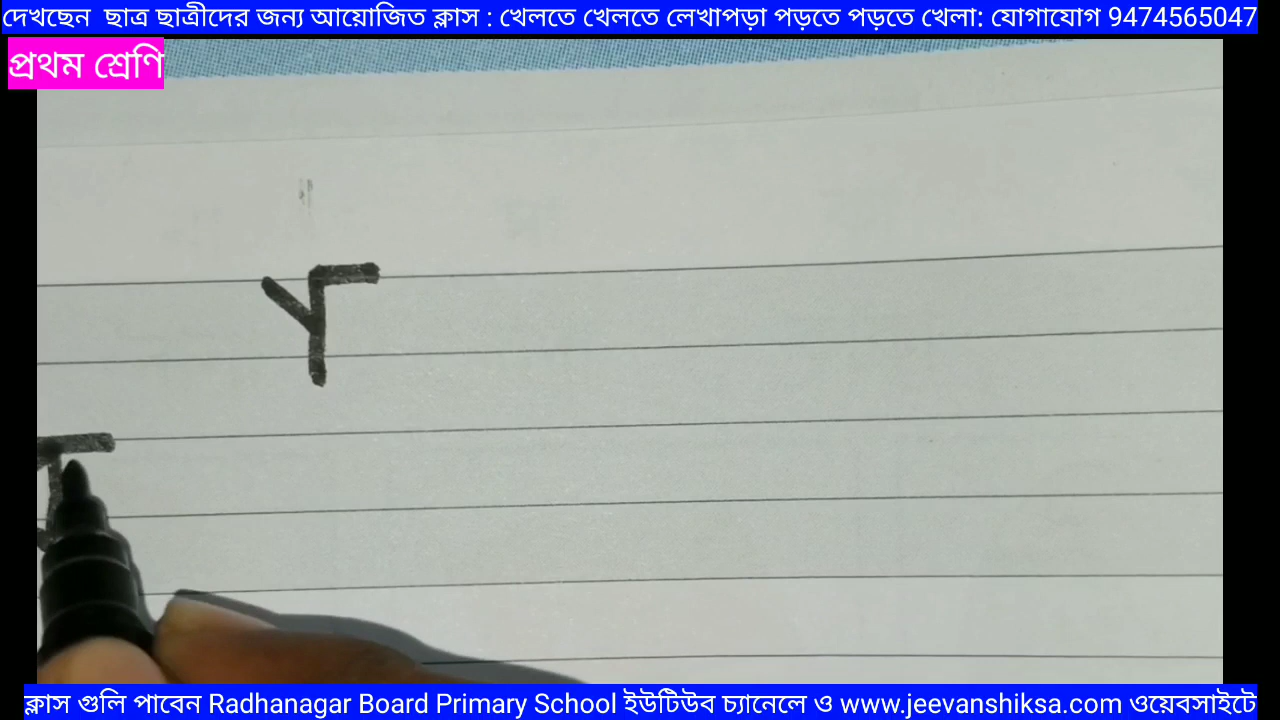 দেখছেন ছাত্র ছাত্রীদের জন্য আয়োজিত ক্লাস : খেলতে খেলতে লেখাপড়া পড়তে পড়তে খেলা: যোগাযোগ 9474565047
প্রথম শ্রেণি
ক্লাস গুলি পাবেন Radhanagar Board Primary School ইউটিউব চ্যানেলে ও www.jeevanshiksa.com ওয়েবসাইটে